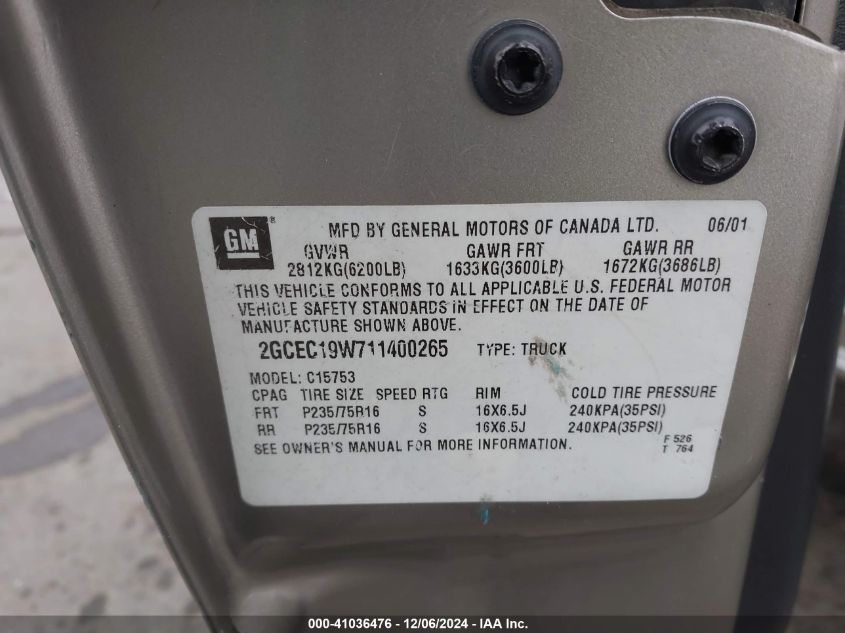 GM ®
MFD BY GENERAL MOTORS OF CANADA LTD. 06/01
GVWR GAWR FRT GAWR RR
2812KG(6200LB) 1633KG(3600LB) 1672KG(3686LB)
THIS VEHICLE CONFORMS TO ALL APPLICABLE U.S. FEDERAL MOTOR
VEHICLE SAFETY STANDARDS IN EFFECT ON THE DATE OF
MANUFACTURE SHOWN ABOVE.
2GCEC19W711400265 TYPE: TRUCK
MODEL: C15753
CPAG TIRE SIZE SPEED RTG RIM COLD TIRE PRESSURE
FRT P235/75R16 S 16X6.5J 240KPA(35PSI)
RR P235/75R16 S 16X6.5J 240KPA(35PSI)
SEE OWNER'S MANUAL FOR MORE INFORMATION.
F 526
T 764
000-41036476 - 12/06/2024 - IAA Inc.